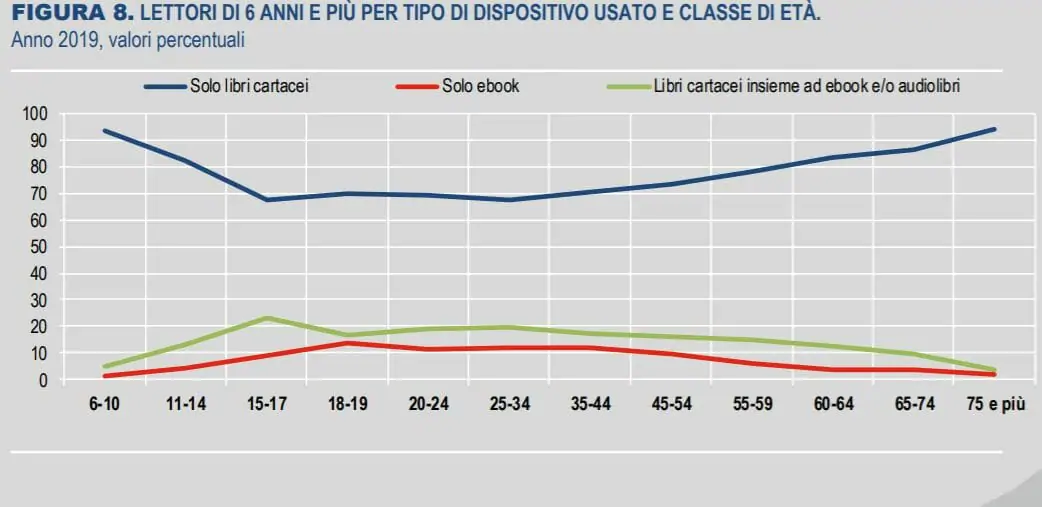 FIGURA 8. LETTORI DI 6 ANNI E PIÙ PER TIPO DI DISPOSITIVO USATO E CLASSE DI ETÀ.
Anno 2019, valori percentuali
Solo libri cartacei Solo ebook Libri cartacei insieme ad ebook e/o audiolibri
100
90
80
70
60
50
40
30
20
10
0
6-10 11-14 15-17 18-19 20-24 25-34 35-44 45-54 55-59 60-64 65-74 75 e più